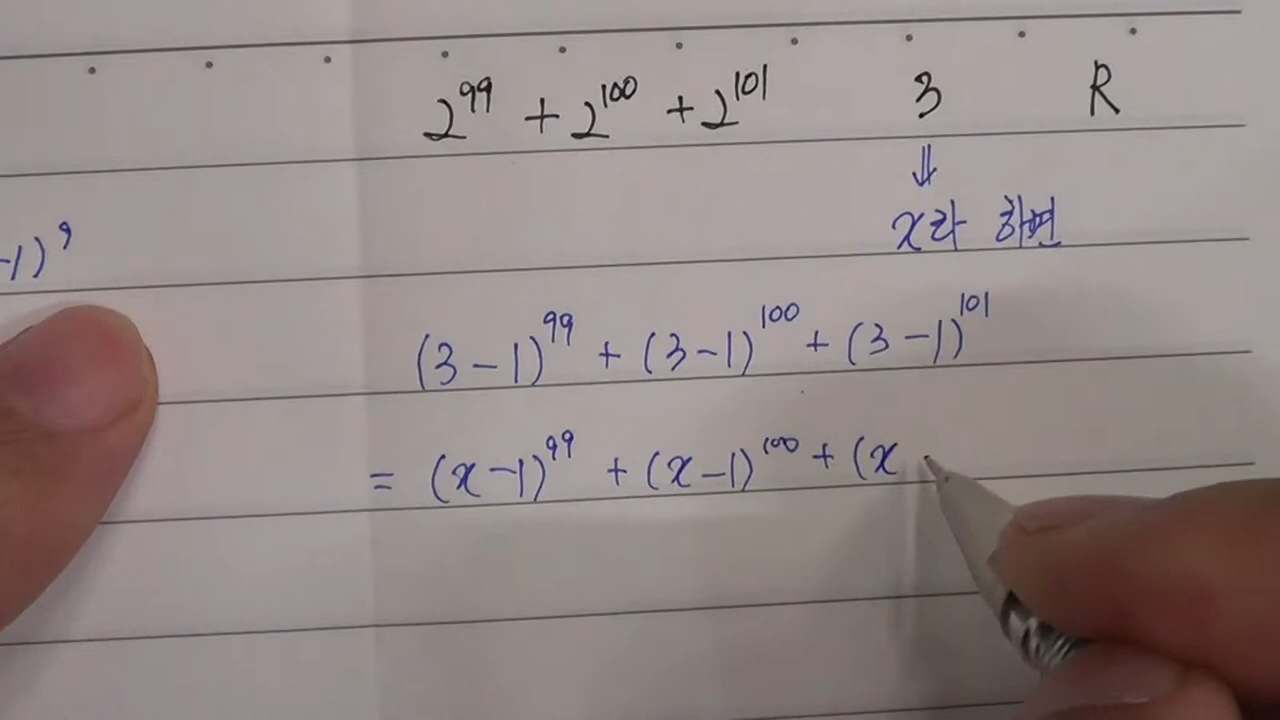 2^99 + 2^100 + 2^101 3 R
⇓
x라 하면
-1)^9
(3-1)^99 + (3-1)^100 + (3-1)^101
= (x-1)^99 + (x-1)^100 + (x